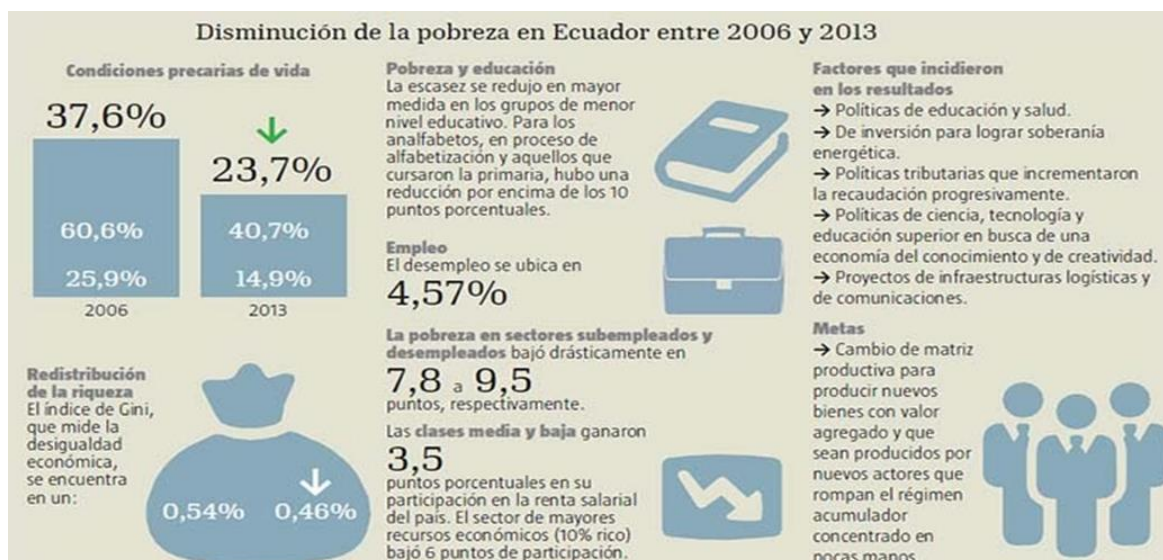 Disminución de la pobreza en Ecuador entre 2006 y 2013
Condiciones precarias de vida
37,6%
23,7%
60,6%
40,7%
25,9%
14,9%
2006
2013
Redistribución
de la riqueza
El índice de Gini,
que mide la
desigualdad
económica,
se encuentra
en un:
0,54%
0,46%
Pobreza y educación
La escasez se redujo en mayor
medida en los grupos de menor
nivel educativo. Para los
analfabetos, en proceso de
alfabetización y aquellos que
cursaron la primaria, hubo una
reducción por encima de los 10
puntos porcentuales.
Empleo
El desempleo se ubica en
4,57%
La pobreza en sectores subempleados y
desempleados bajó drásticamente en
7,8 a 9,5
puntos, respectivamente.
Las clases media y baja ganaron
3,5
puntos porcentuales en su
participación en la renta salarial
del país. El sector de mayores
recursos económicos (10% rico)
bajó 6 puntos de participación.
Factores que incidieron
en los resultados
→ Políticas de educación y salud.
→ De inversión para lograr soberanía
energética.
→ Políticas tributarias que incrementaron
la recaudación progresivamente.
→ Políticas de ciencia, tecnología y
educación superior en busca de una
economía del conocimiento y de creatividad.
→ Proyectos de infraestructuras logísticas y
de comunicaciones.
Metas
→ Cambio de matriz
productiva para
producir nuevos
bienes con valor
agregado y que
sean producidos por
nuevos actores que
rompan el régimen
acumulador
concentrado en
pocas manos